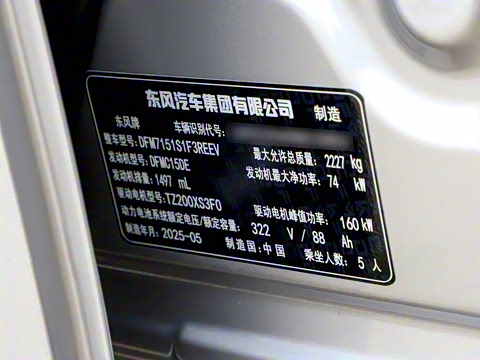 东风汽车集团有限公司 制造
东风牌 车辆识别代号:
整车型号: DFM7151S1F3REEV 最大允许总质量: 2227 kg
发动机型号: DFMC15DE 发动机最大净功率: 74 kW
发动机排量: 1497 mL
驱动电机型号: TZ200XS3F0 驱动电机峰值功率: 160 kW
动力电池系统额定电压/额定容量: 322 V / 88 Ah
制造年月: 2025-05 制造国: 中国 乘坐人数: 5 人